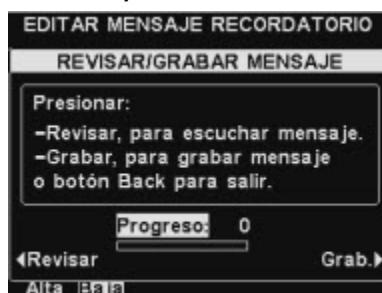 EDITAR MENSAJE RECORDATORIO
REVISAR/GRABAR MENSAJE
Presionar:
-Revisar, para escuchar mensaje.
-Grabar, para grabar mensaje
o botón Back para salir.
Progreso: 0
◀Revisar Grab.▶
Alta Baja